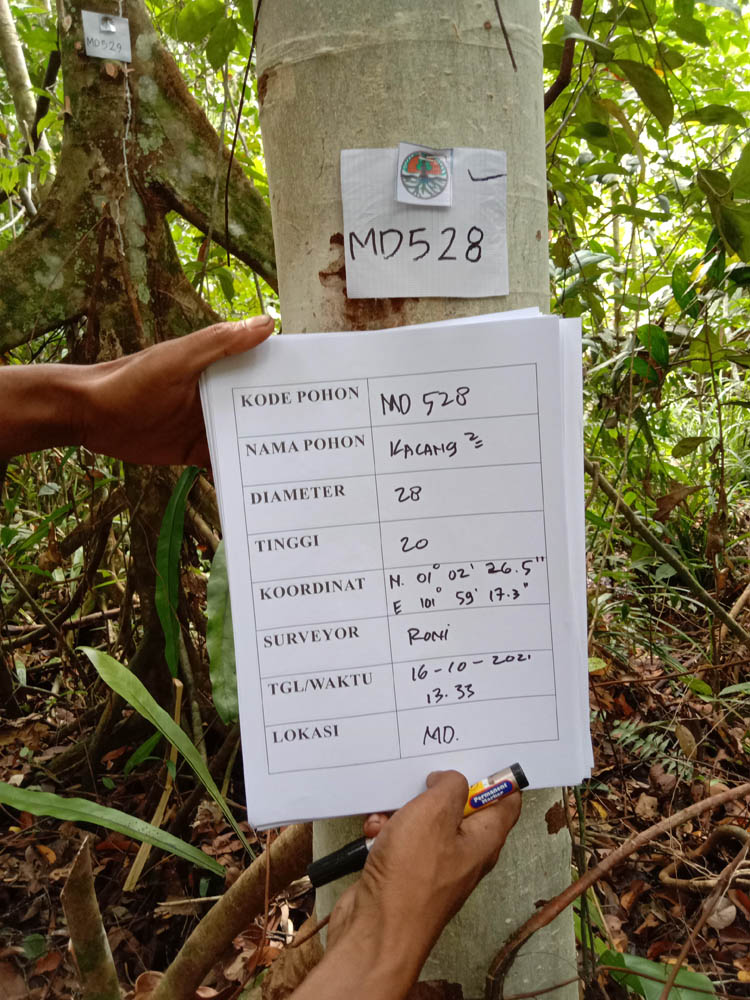 MD529
MD528
KODE POHON MD 528
NAMA POHON KACANG 2=
DIAMETER 28
TINGGI 20
KOORDINAT N. 01° 02' 26.5"
E 101° 59' 17.3"
SURVEYOR RONI
TGL/WAKTU 16-10-2021
13.33
LOKASI MD.
Permanent
Marker